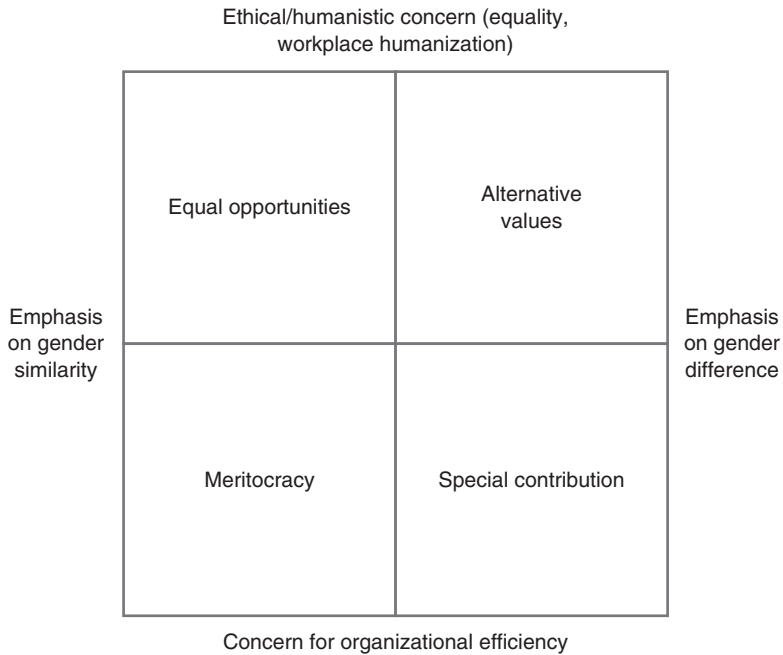 Ethical/humanistic concern (equality,
workplace humanization)
Equal opportunities
Alternative
values
Emphasis
on gender
similarity
Emphasis
on gender
difference
Meritocracy
Special contribution
Concern for organizational efficiency